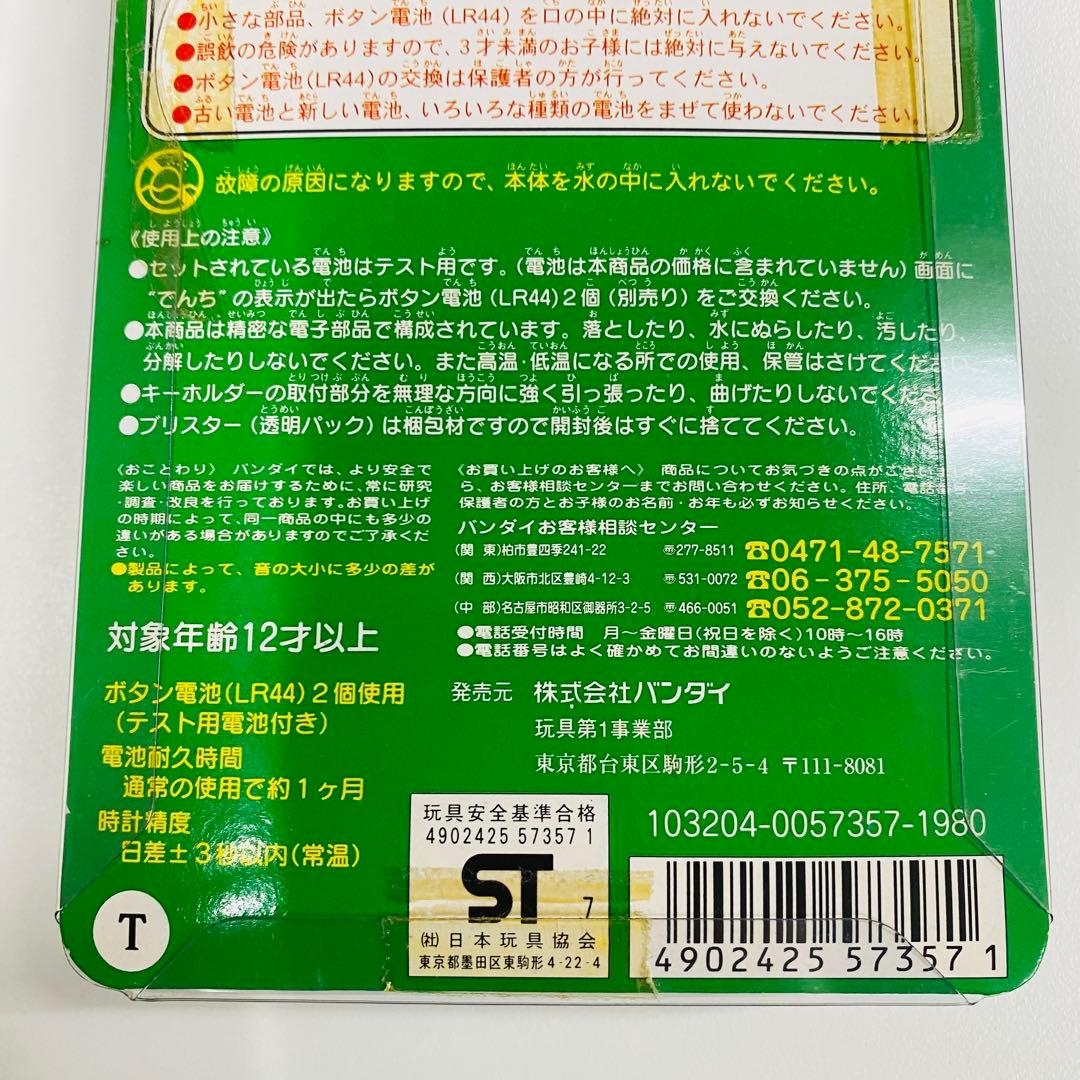 ●小さな部品、ボタン電池(LR44)を口の中に絶対に入れないでください。
●誤飲の危険がありますので、3才未満のお子様には絶対に与えないでください。
●ボタン電池(LR44)の交換は保護者の方が行ってください。
●古い電池と新しい電池、いろいろな種類の電池をまぜて使わないでください。
故障の原因になりますので、本体を水の中に入れないでください。
《使用上の注意》
●セットされている電池はテスト用です。(電池は本商品の価格に含まれていません)画面に
“でんち”の表示が出たらボタン電池(LR44)2個(別売り)をご交換ください。
●本商品は精密な電子部品で構成されています。落としたり、水にぬらしたり、汚したり、
分解したりしないでください。また高温・低温になる所での使用、保管はさけてくださ
●キーホルダーの取付部分を無理な方向に強く引っ張ったり、曲げたりしないでくだ
●ブリスター(透明パック)は梱包材ですので開封後はすぐに捨ててください。
《おことわり》 バンダイでは、より安全で
楽しい商品をお届けするために、常に研究
・調査・改良を行っております。お買い上げ
の時期によって、同一商品の中にも多少の
違いがある場合がありますのでご了承くだ
さい。
●製品によって、音の大小に多少の差が
あります。
《お買い上げのお客様へ》 商品についてお気づきの点がございました
ら、お客様相談センターまでお問い合わせください。住所、電話番号、
保護者の方とお子様のお名前・お年も必ずお知らせください。
バンダイお客様相談センター
(関 東)柏市豊四季241-22 〒277-8511 ☎0471-48-7571
(関 西)大阪市北区豊崎4-12-3 〒531-0072 ☎06-375-5050
(中 部)名古屋市昭和区御器所3-2-5 〒466-0051 ☎052-872-0371
●電話受付時間 月〜金曜日(祝日を除く)10時〜16時
●電話番号はよく確かめてお間違いのないようご注意ください。
対象年齢12才以上
ボタン電池(LR44)2個使用
(テスト用電池付き)
電池耐久時間
通常の使用で約1ヶ月
時計精度
日差±3秒以内(常温)
発売元 株式会社バンダイ
玩具第1事業部
東京都台東区駒形2-5-4 〒111-8081
T
玩具安全基準合格
4902425 57357 1
ST 7
(社)日本玩具協会
東京都墨田区東駒形4-22-4
103204-0057357-1980
4902425 57357 1